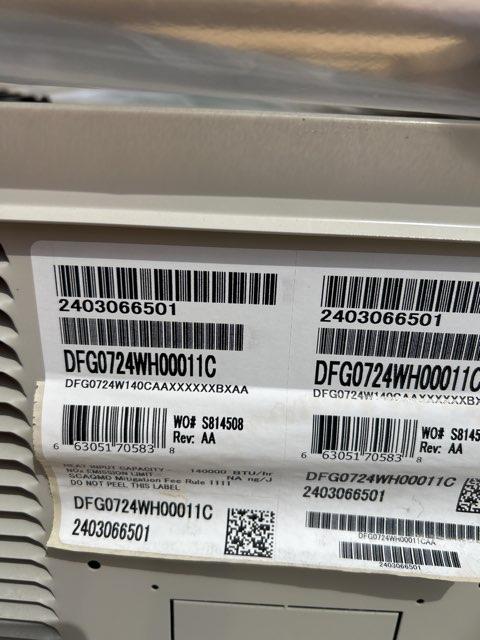 2403066501
DFG0724WH00011C
DFG0724W140CAAXXXXXXBXAA
6 63051 70583 8
WO# S814508
Rev: AA
HEAT INPUT CAPACITY 140000 BTU/hr
NOx EMISSION LIMIT NA ng/J
SCAQMD Mitigation Fee Rule 1111
DO NOT PEEL THIS LABEL
DFG0724WH00011C
2403066501
2403066501
DFG0724WH00011C
DFG0724W140CAAXXXXXXBX
6 63051 70583 8
WO# S8145
Rev: AA
DFG0724WH00011C
2403066501
DFG0724WH00011CAA
2403066501